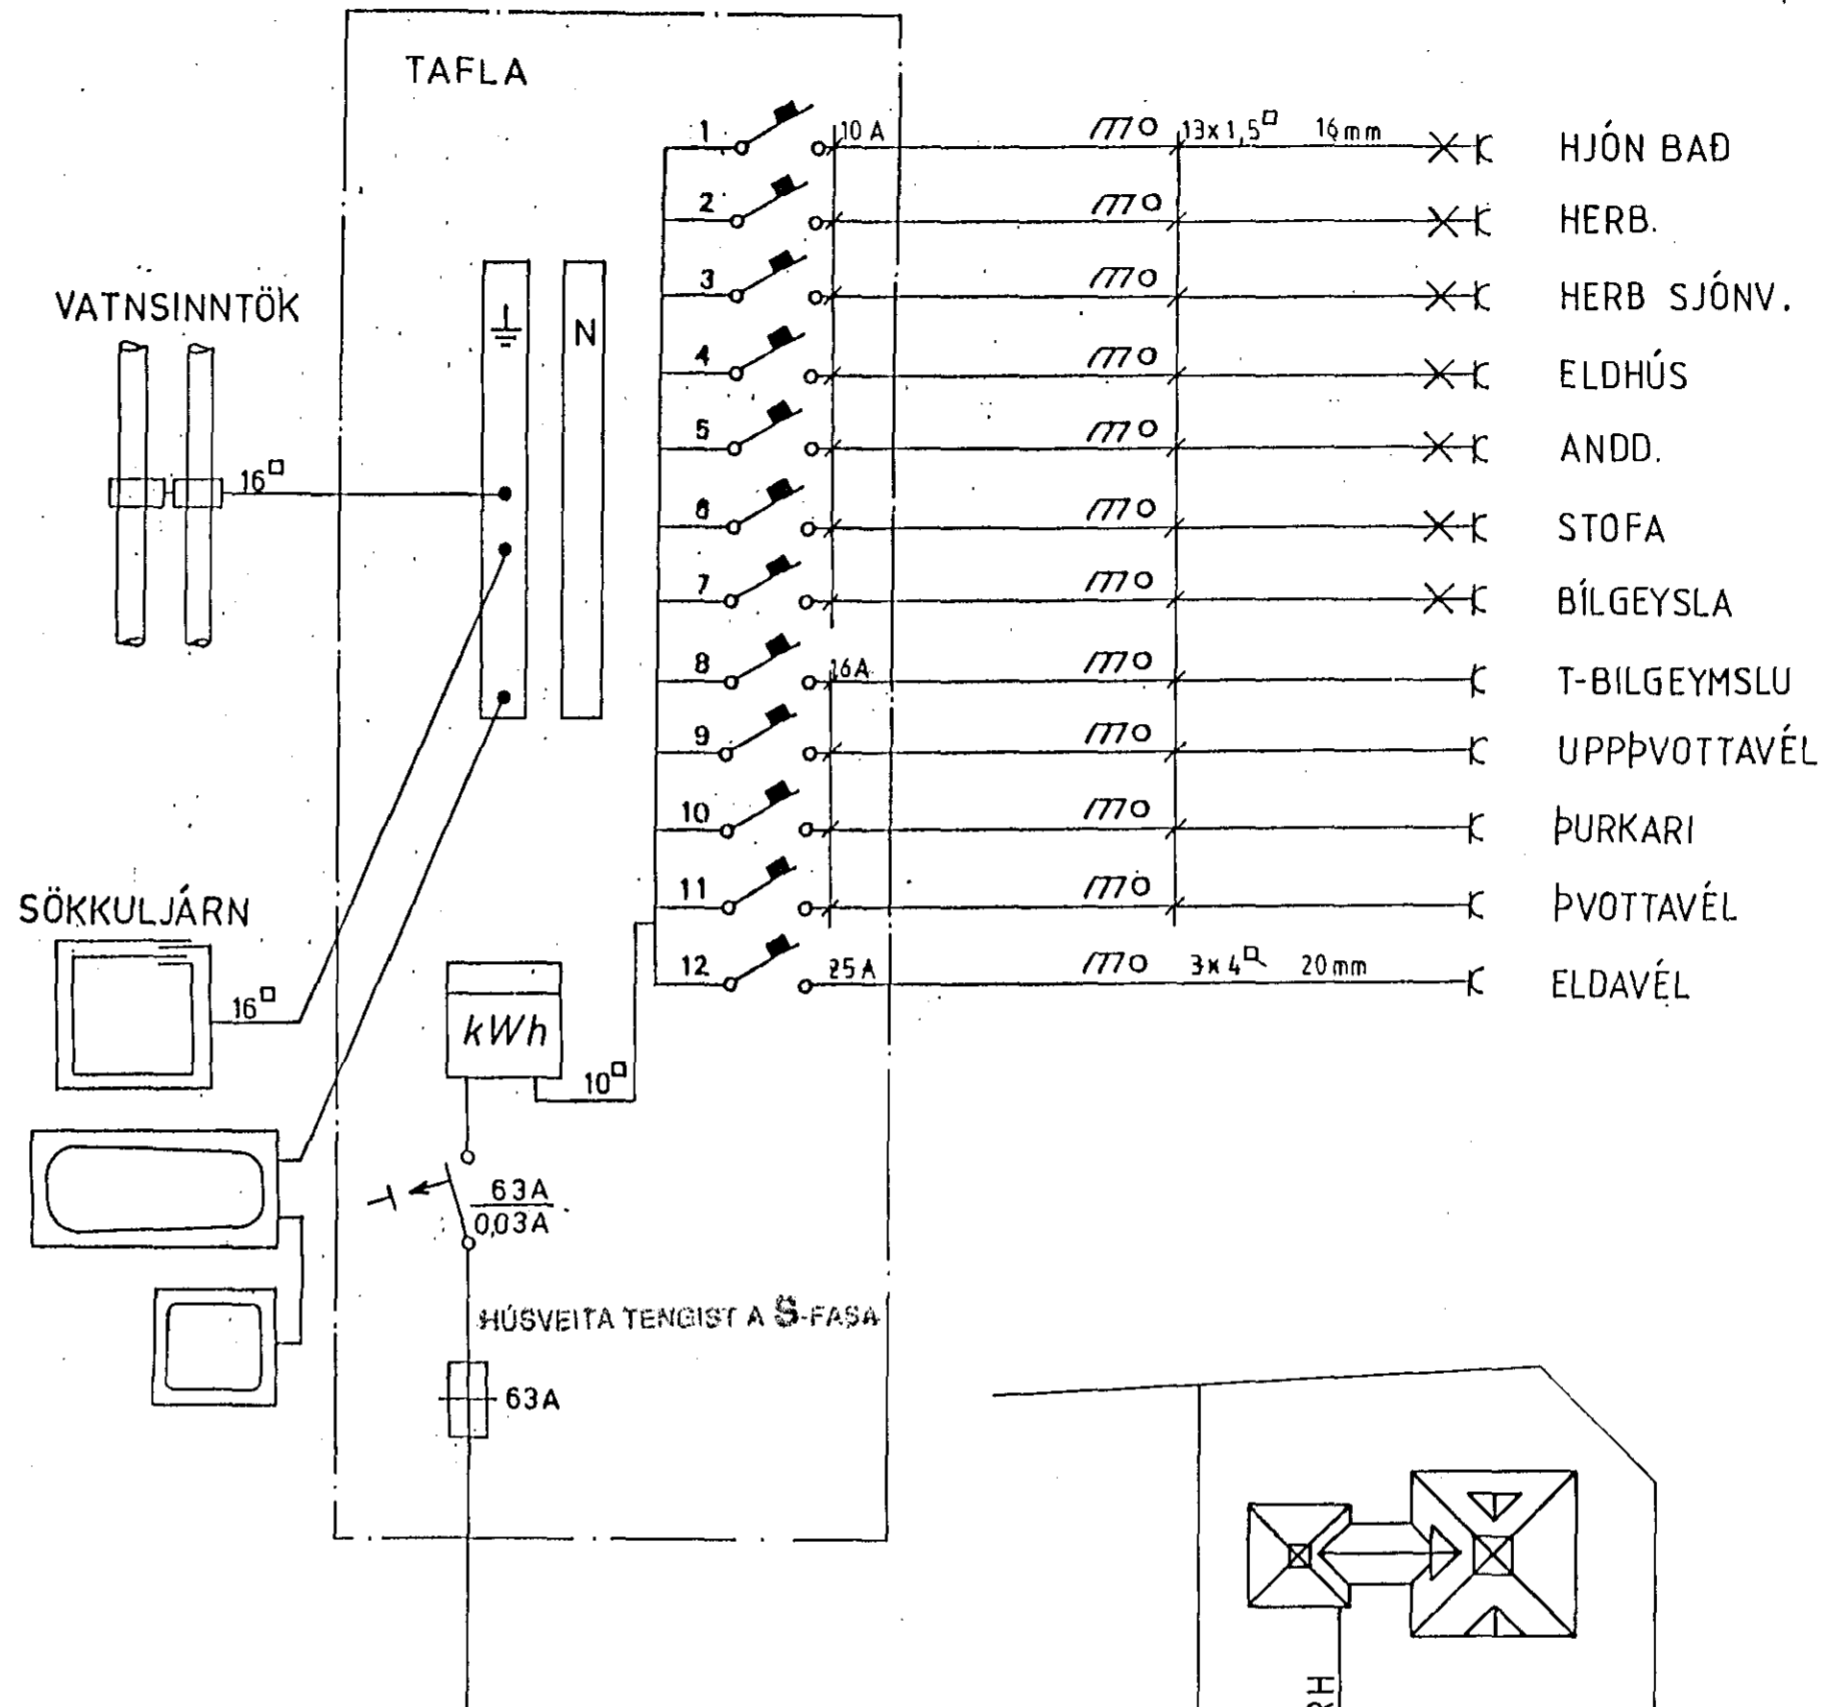 TAFLA
1 10 A 13x1,5□ 16mm HJÓN BAÐ
2 HERB.
3 HERB SJÓNV.
4 ELDHÚS
5 ANDD.
6 STOFA
7 BÍLGEYSLA
8 16A T-BILGEYMSLU
9 UPPÞVOTTAVÉL
10 ÞURKARI
11 ÞVOTTAVÉL
12 25A 3x4□ 20mm ELDAVÉL
VATNSINNTÖK
N
16□
SÖKKULJÁRN
16□
kWh
10□
63A
0,03A
HÚSVEITA TENGIST A S-FASA
63A